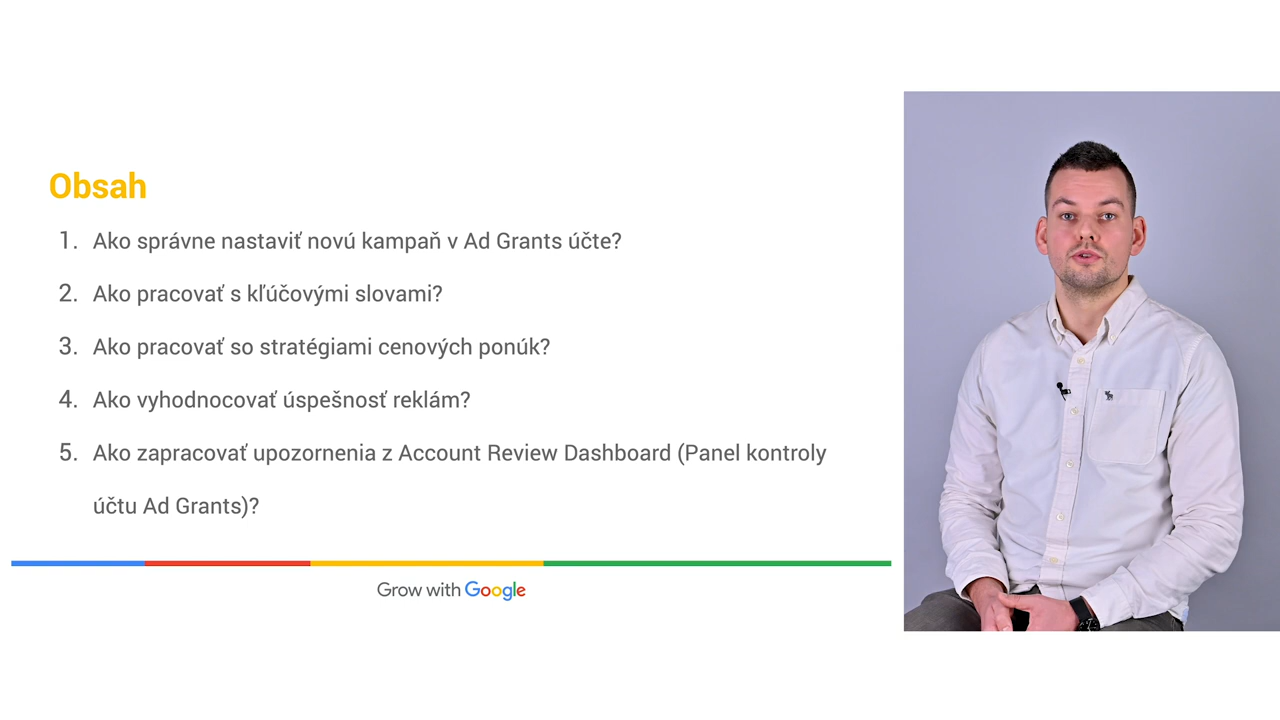 Obsah
1. Ako správne nastaviť novú kampaň v Ad Grants účte?
2. Ako pracovať s kľúčovými slovami?
3. Ako pracovať so stratégiami cenových ponúk?
4. Ako vyhodnocovať úspešnosť reklám?
5. Ako zapracovať upozornenia z Account Review Dashboard (Panel kontroly
účtu Ad Grants)?
Grow with Google